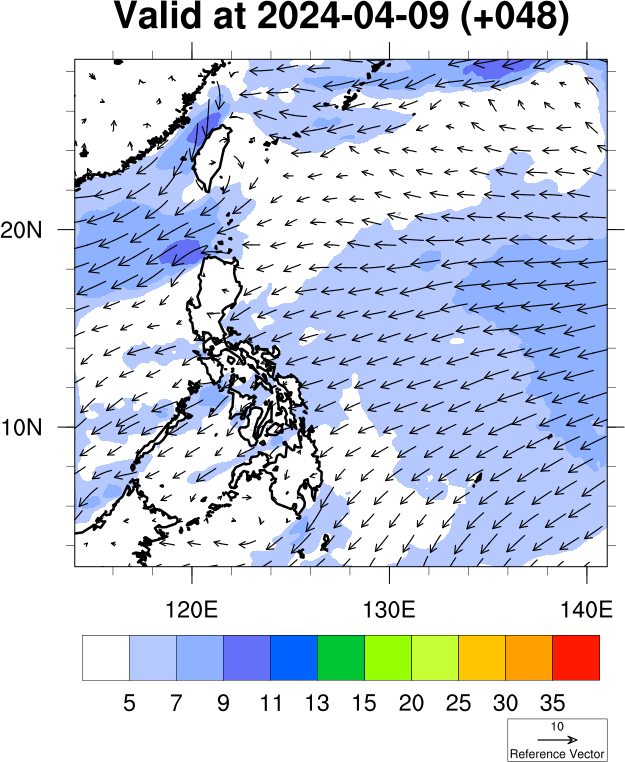 Valid at 2024-04-09 (+048)
20N
10N
120E 130E 140E
5 7 9 11 13 15 20 25 30 35
10
Reference Vector